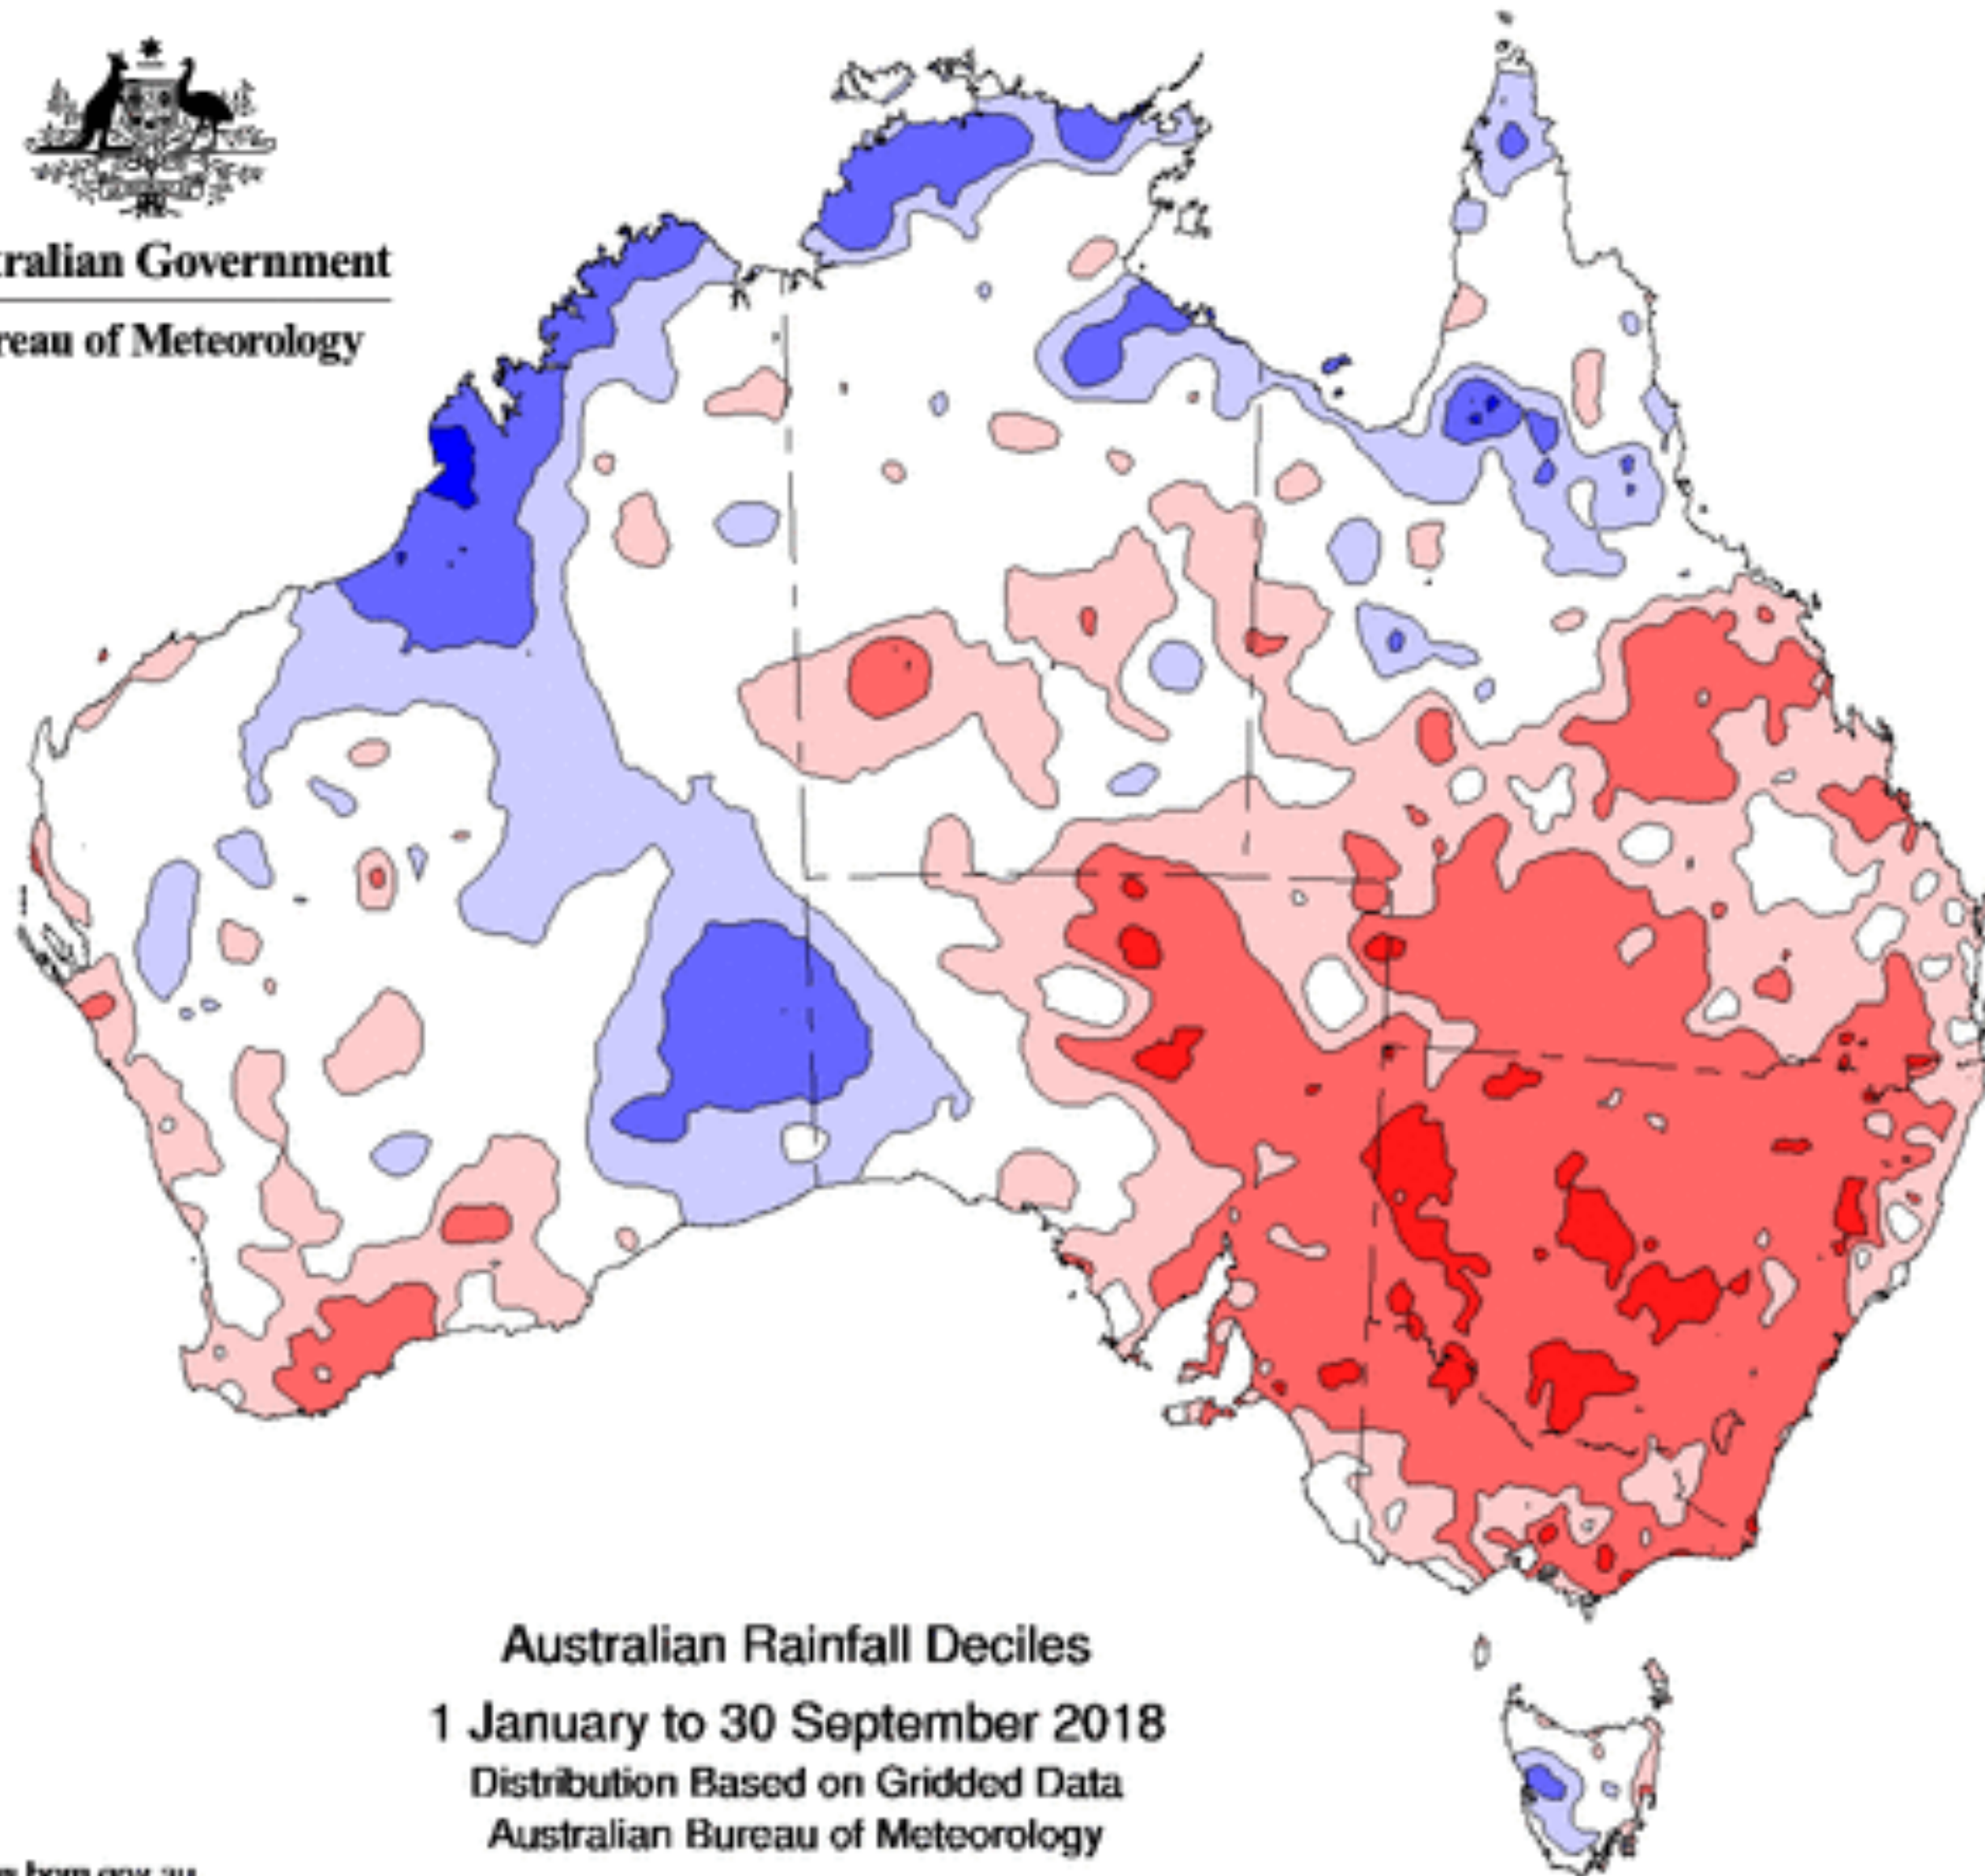 tralian Government
reau of Meteorology
Australian Rainfall Deciles
1 January to 30 September 2018
Distribution Based on Gridded Data
Australian Bureau of Meteorology